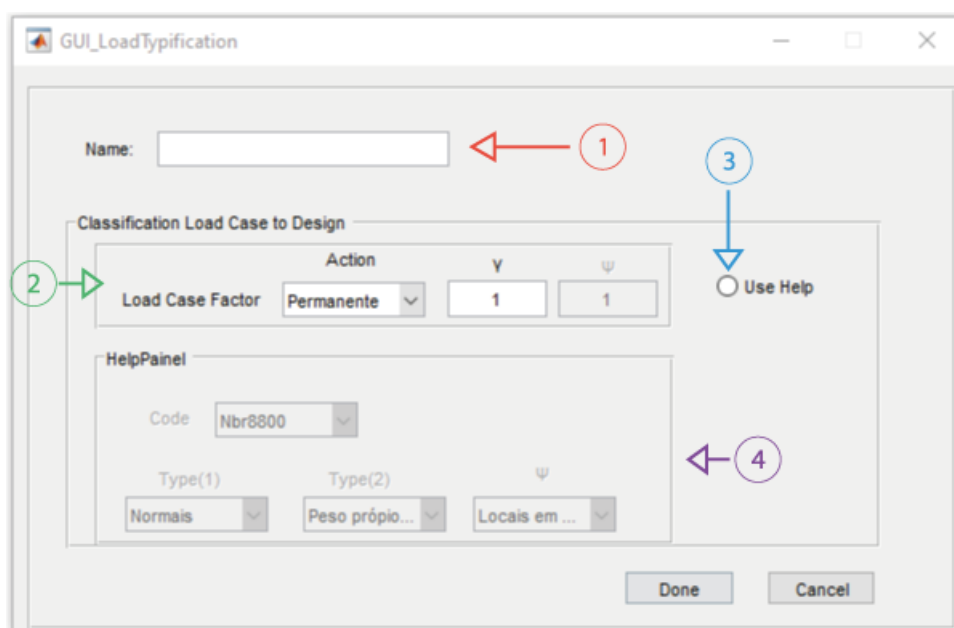 GUI_LoadTypification
Name:
1
3
Classification Load Case to Design
2
Action γ ψ
Load Case Factor Permanente 1 1
Use Help
HelpPainel
Code Nbr8800
4
Type(1) Type(2) ψ
Normais Peso própio... Locais em ...
Done Cancel